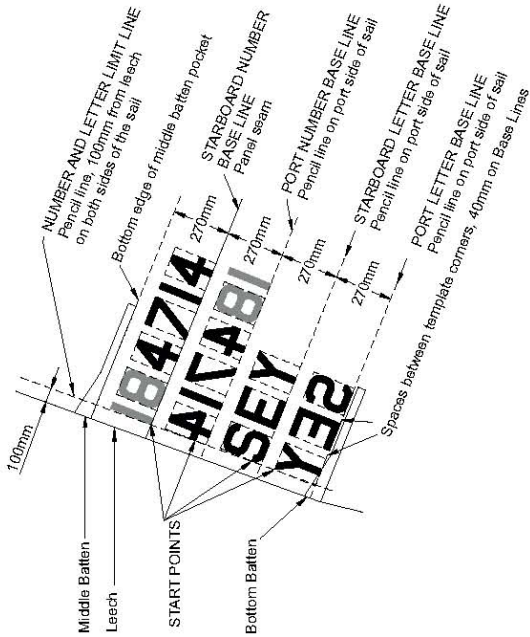 NUMBER AND LETTER LIMIT LINE
Pencil line, 100mm from leech
on both sides of the sail
Bottom edge of middle batten pocket
STARBOARD NUMBER
BASE LINE
Panel seam
PORT NUMBER BASE LINE
Pencil line on port side of sail
STARBOARD LETTER BASE LINE
Pencil line on port side of sail
PORT LETTER BASE LINE
Pencil line on port side of sail
Spaces between template corners, 40mm on Base Lines
270mm
270mm
270mm
270mm
270mm
100mm
Middle Batten
Leech
START POINTS
Bottom Batten
184714
184714
SEY
SEY